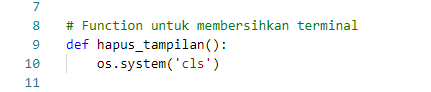 7
8 # Function untuk membersihkan terminal
9 def hapus_tampilan():
10     os.system('cls')
11